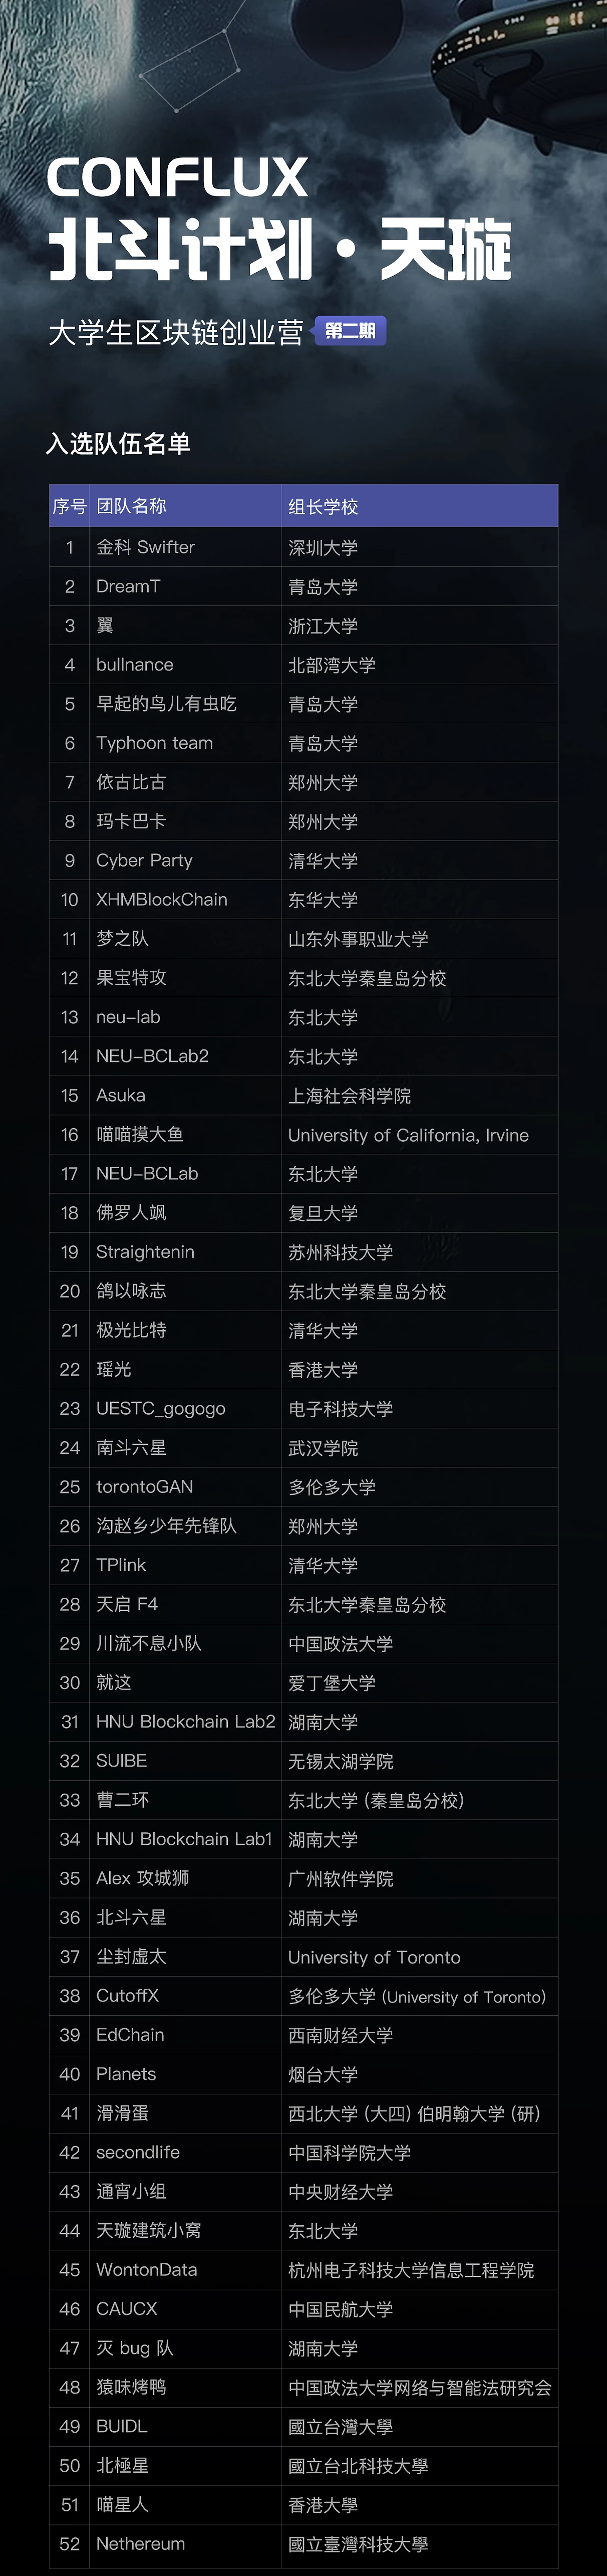 CONFLUX
北斗计划·天璇
大学生区块链创业营 第二期
入选队伍名单
序号 团队名称 组长学校
1 金科 Swifter 深圳大学
2 DreamT 青岛大学
3 翼 浙江大学
4 bullnance 北部湾大学
5 早起的鸟儿有虫吃 青岛大学
6 Typhoon team 青岛大学
7 依古比古 郑州大学
8 玛卡巴卡 郑州大学
9 Cyber Party 清华大学
10 XHMBlockChain 东华大学
11 梦之队 山东外事职业大学
12 果宝特攻 东北大学秦皇岛分校
13 neu-lab 东北大学
14 NEU-BCLab2 东北大学
15 Asuka 上海社会科学院
16 喵喵摸大鱼 University of California, Irvine
17 NEU-BCLab 东北大学
18 佛罗人飒 复旦大学
19 Straightenin 苏州科技大学
20 鸽以咏志 东北大学秦皇岛分校
21 极光比特 清华大学
22 瑶光 香港大学
23 UESTC_gogogo 电子科技大学
24 南斗六星 武汉学院
25 torontoGAN 多伦多大学
26 沟赵乡少年先锋队 郑州大学
27 TPlink 清华大学
28 天启 F4 东北大学秦皇岛分校
29 川流不息小队 中国政法大学
30 就这 爱丁堡大学
31 HNU Blockchain Lab2 湖南大学
32 SUIBE 无锡太湖学院
33 曹二环 东北大学 (秦皇岛分校)
34 HNU Blockchain Lab1 湖南大学
35 Alex 攻城狮 广州软件学院
36 北斗六星 湖南大学
37 尘封虚太 University of Toronto
38 CutoffX 多伦多大学 (University of Toronto)
39 EdChain 西南财经大学
40 Planets 烟台大学
41 滑滑蛋 西北大学 (大四) 伯明翰大学 (研)
42 secondlife 中国科学院大学
43 通宵小组 中央财经大学
44 天璇建筑小窝 东北大学
45 WontonData 杭州电子科技大学信息工程学院
46 CAUCX 中国民航大学
47 灭 bug 队 湖南大学
48 猿味烤鸭 中国政法大学网络与智能法研究会
49 BUIDL 國立台灣大學
50 北極星 國立台北科技大學
51 喵星人 香港大學
52 Nethereum 國立臺灣科技大學